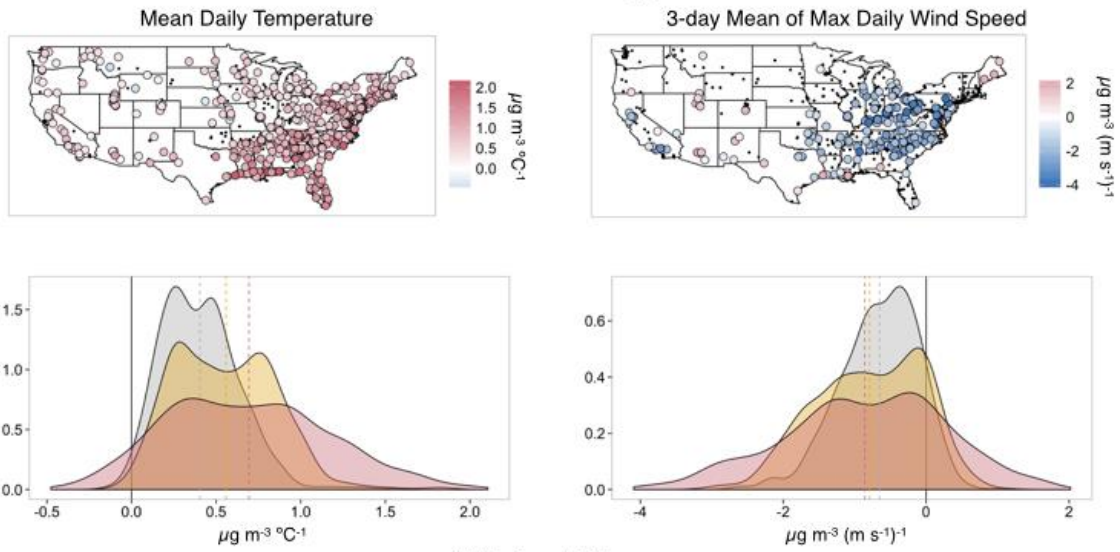 Mean Daily Temperature
2.0
1.5
1.0
0.5
0.0
µg m-3 ºC-1
3-day Mean of Max Daily Wind Speed
2
0
-2
-4
µg m-3 (m s-1)-1
1.5
1.0
0.5
0.0
-0.5 0.0 0.5 1.0 1.5 2.0
µg m-3 ºC-1
0.6
0.4
0.2
0.0
-4 -2 0 2
µg m-3 (m s-1)-1